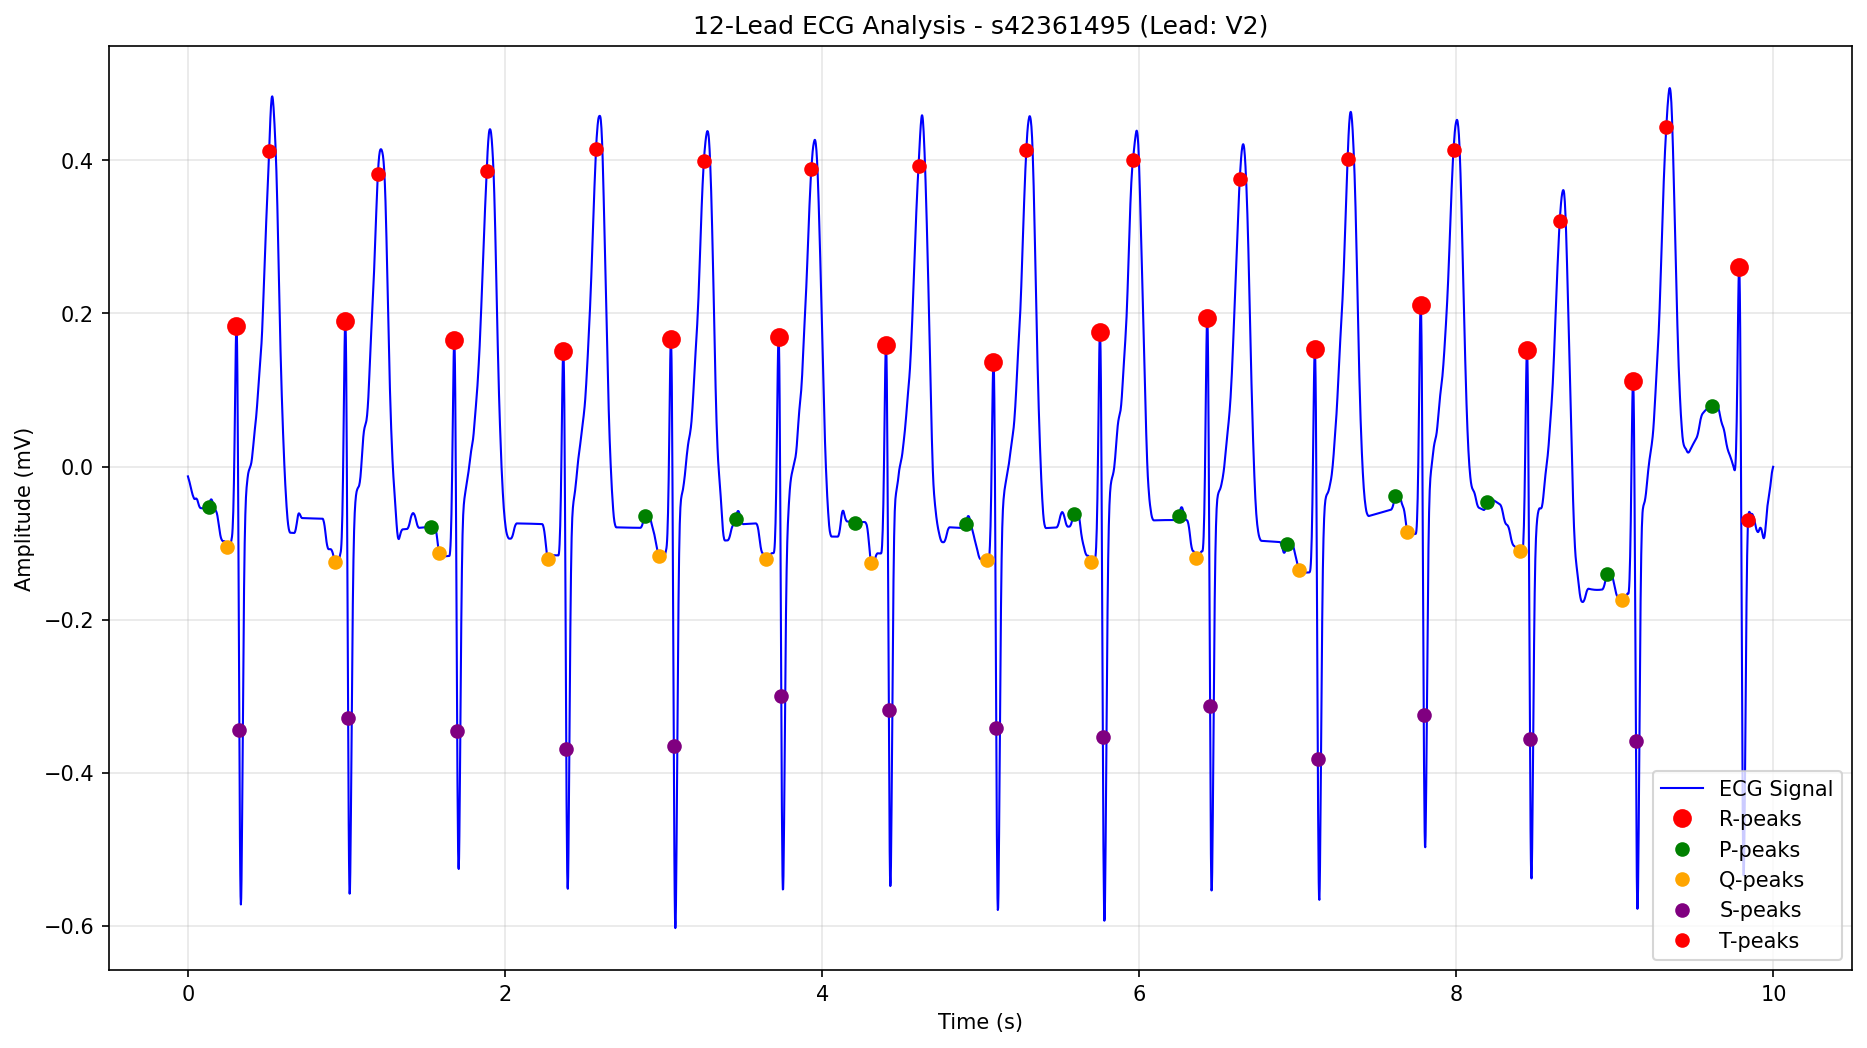 12-Lead ECG Analysis - s42361495 (Lead: V2)
Amplitude (mV)
0.4
0.2
0.0
−0.2
−0.4
−0.6
ECG Signal
R-peaks
P-peaks
Q-peaks
S-peaks
T-peaks
0 2 4 6 8 10
Time (s)